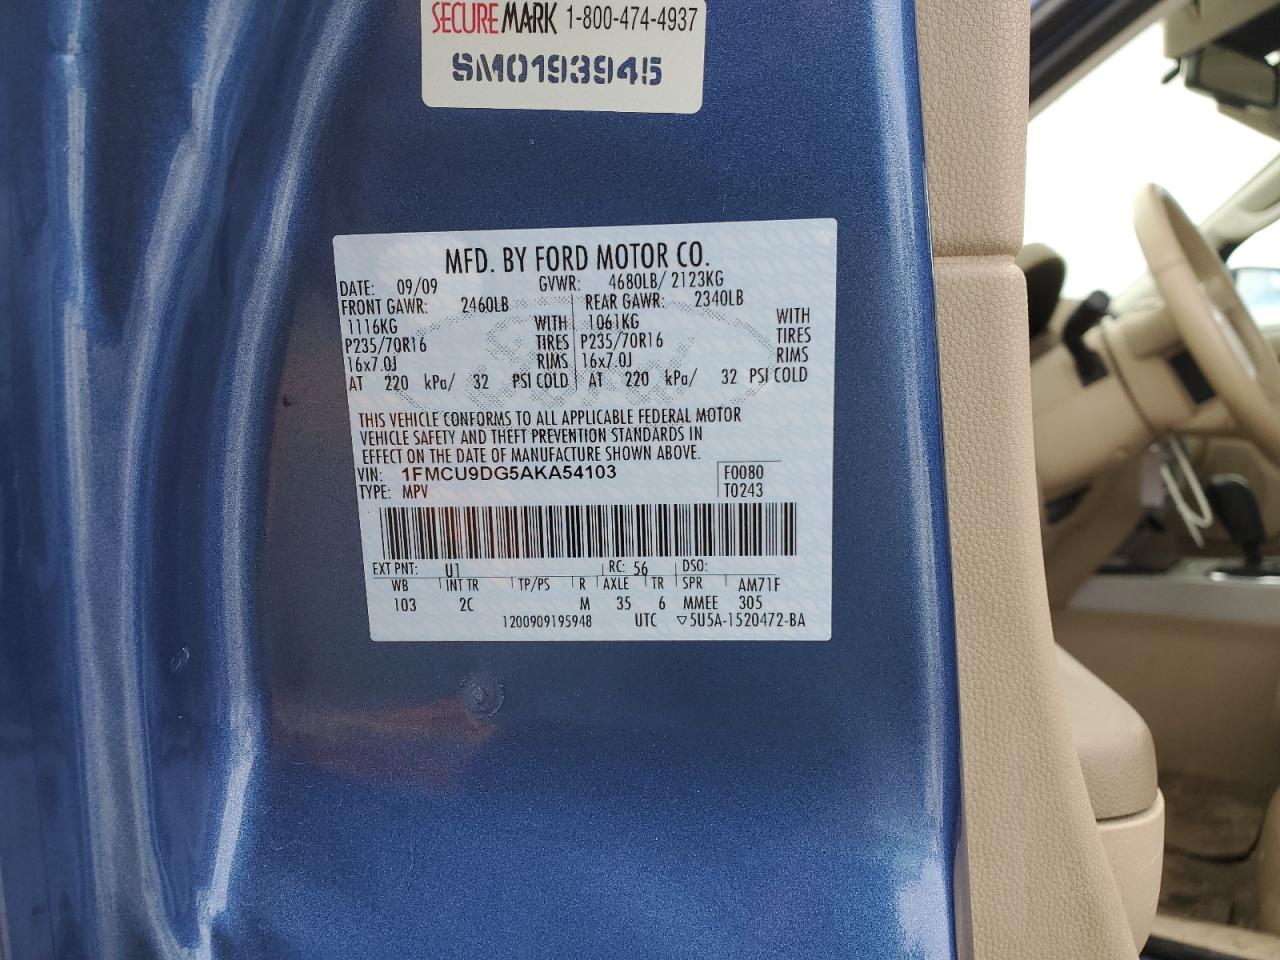 SECUREMARK 1-800-474-4937
SM0193945
MFD. BY FORD MOTOR CO.
DATE: 09/09 GVWR: 4680LB/ 2123KG
FRONT GAWR: 2460LB REAR GAWR: 2340LB
1116KG WITH 1061KG WITH
P235/70R16 TIRES P235/70R16 TIRES
16x7.0J RIMS 16x7.0J RIMS
AT 220 kPa/ 32 PSI COLD AT 220 kPa/ 32 PSI COLD
THIS VEHICLE CONFORMS TO ALL APPLICABLE FEDERAL MOTOR
VEHICLE SAFETY AND THEFT PREVENTION STANDARDS IN
EFFECT ON THE DATE OF MANUFACTURE SHOWN ABOVE.
VIN: 1FMCU9DG5AKA54103 F0080
TYPE: MPV T0243
EXT PNT: U1 RC: 56 DSO:
WB INT TR TP/PS R AXLE TR SPR AM71F
103 2C M 35 6 MMEE 305
1200909195948 UTC ▽5U5A-1520472-BA